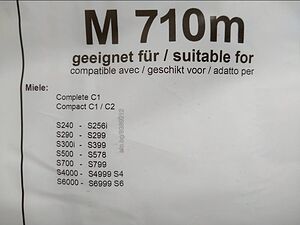 M 710m
geeignet für / suitable for
compatible avec / geschikt voor / adatto per
Miele:
Complete C1
Compact C1 / C2
S240 - S256i
S290 - S299
S300i - S399
S500 - S578
S700 - S799
S4000 - S4999 S4
S6000 - S6999 S6